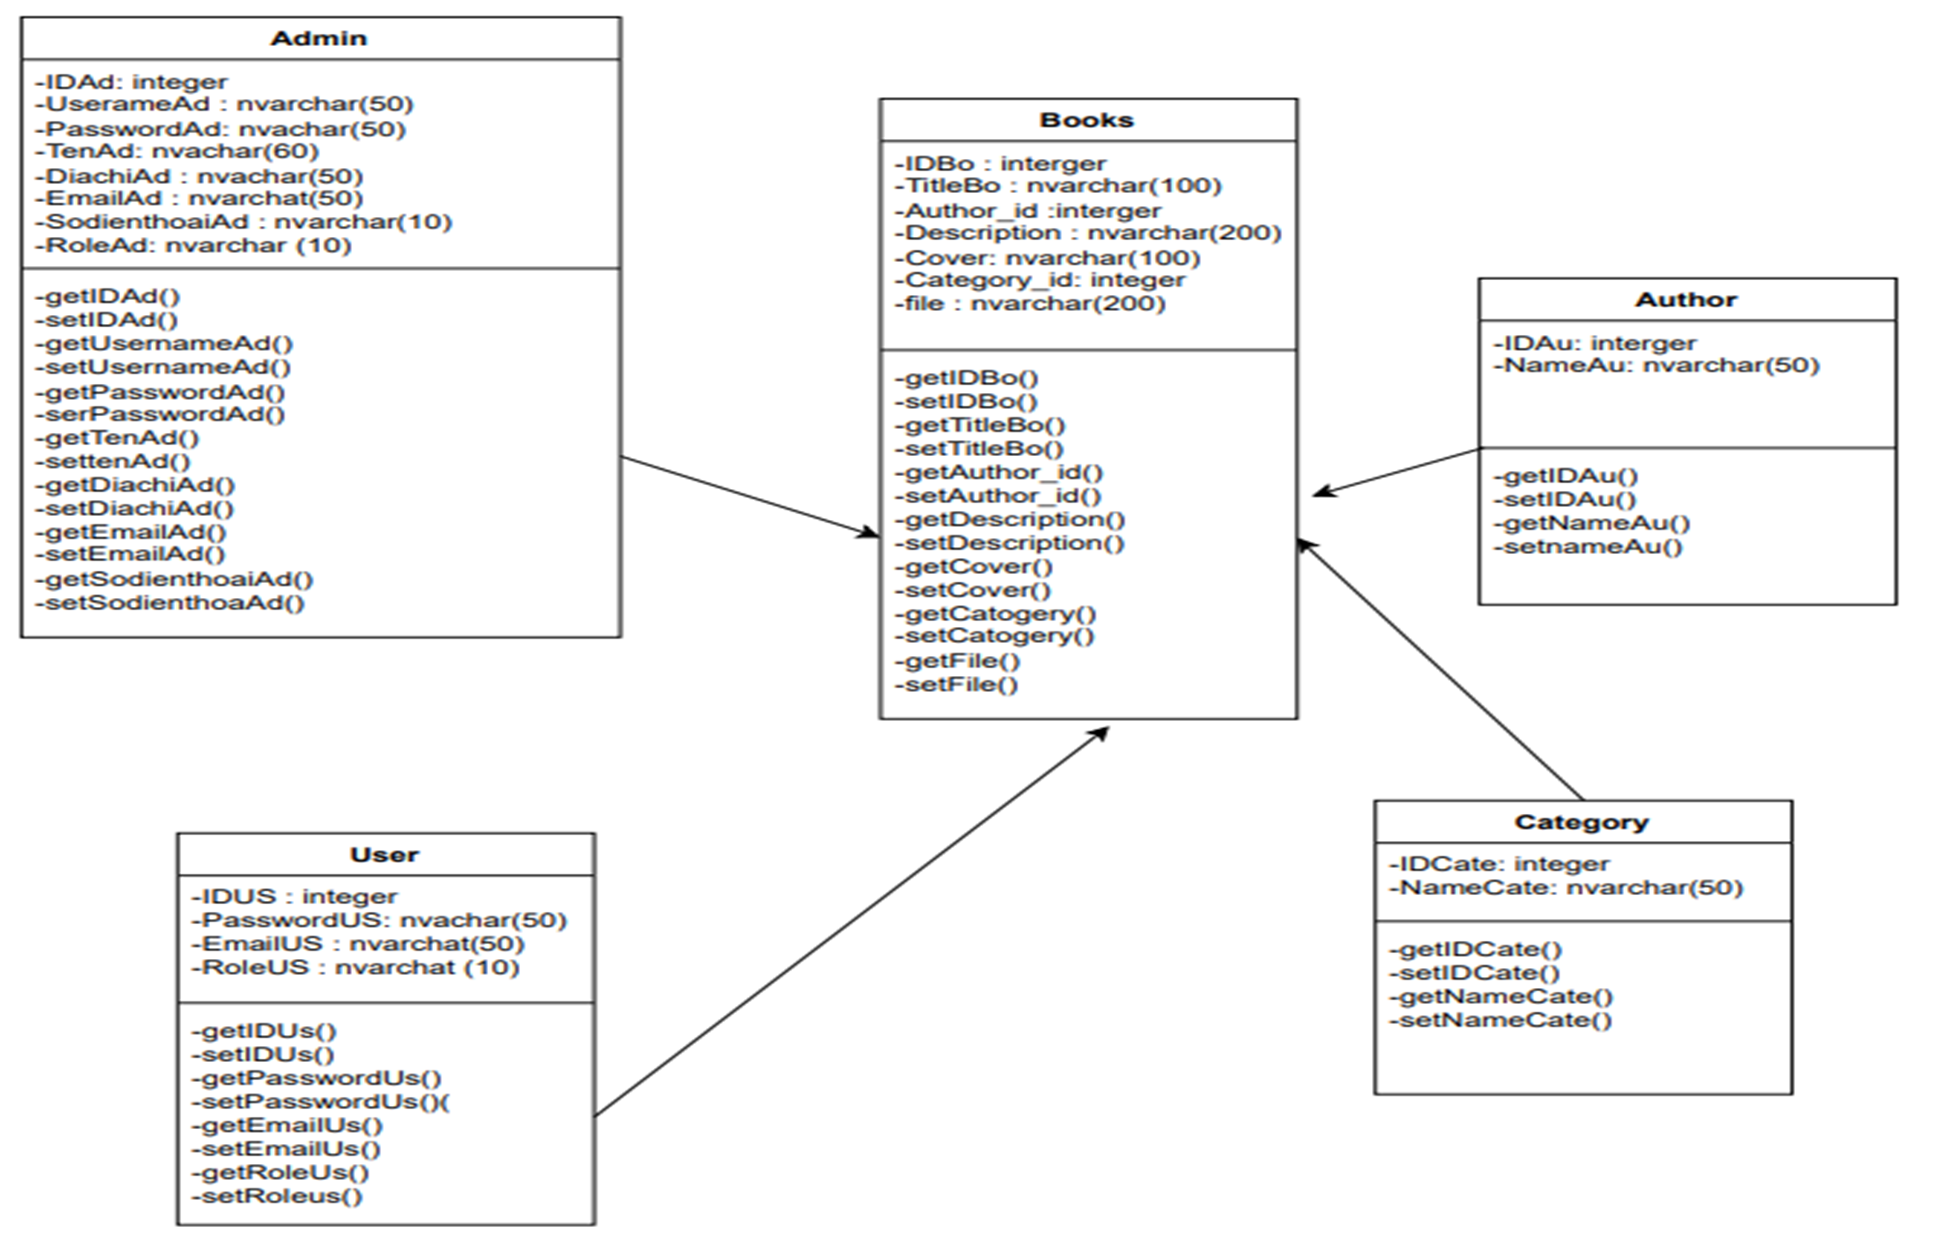 Admin
-IDAd: integer
-UserameAd : nvarchar(50)
-PasswordAd: nvachar(50)
-TenAd: nvachar(60)
-DiachiAd : nvachar(50)
-EmailAd : nvarchat(50)
-SodienthoaiAd : nvarchar(10)
-RoleAd: nvarchar (10)
-getIDAd()
-setIDAd()
-getUsernameAd()
-setUsernameAd()
-getPasswordAd()
-serPasswordAd()
-getTenAd()
-settenAd()
-getDiachiAd()
-setDiachiAd()
-getEmailAd()
-setEmailAd()
-getSodienthoaiAd()
-setSodienthoaAd()
Books
-IDBo : interger
-TitleBo : nvarchar(100)
-Author_id :interger
-Description : nvarchar(200)
-Cover: nvarchar(100)
-Category_id: integer
-file : nvarchar(200)
-getIDBo()
-setIDBo()
-getTitleBo()
-setTitleBo()
-getAuthor_id()
-setAuthor_id()
-getDescription()
-setDescription()
-getCover()
-setCover()
-getCatogery()
-setCatogery()
-getFile()
-setFile()
Author
-IDAu: interger
-NameAu: nvarchar(50)
-getIDAu()
-setIDAu()
-getNameAu()
-setnameAu()
User
-IDUS : integer
-PasswordUS: nvachar(50)
-EmailUS : nvarchat(50)
-RoleUS : nvarchat (10)
-getIDUs()
-setIDUs()
-getPasswordUs()
-setPasswordUs()(
-getEmailUs()
-setEmailUs()
-getRoleUs()
-setRoleus()
Category
-IDCate: integer
-NameCate: nvarchar(50)
-getIDCate()
-setIDCate()
-getNameCate()
-setNameCate()